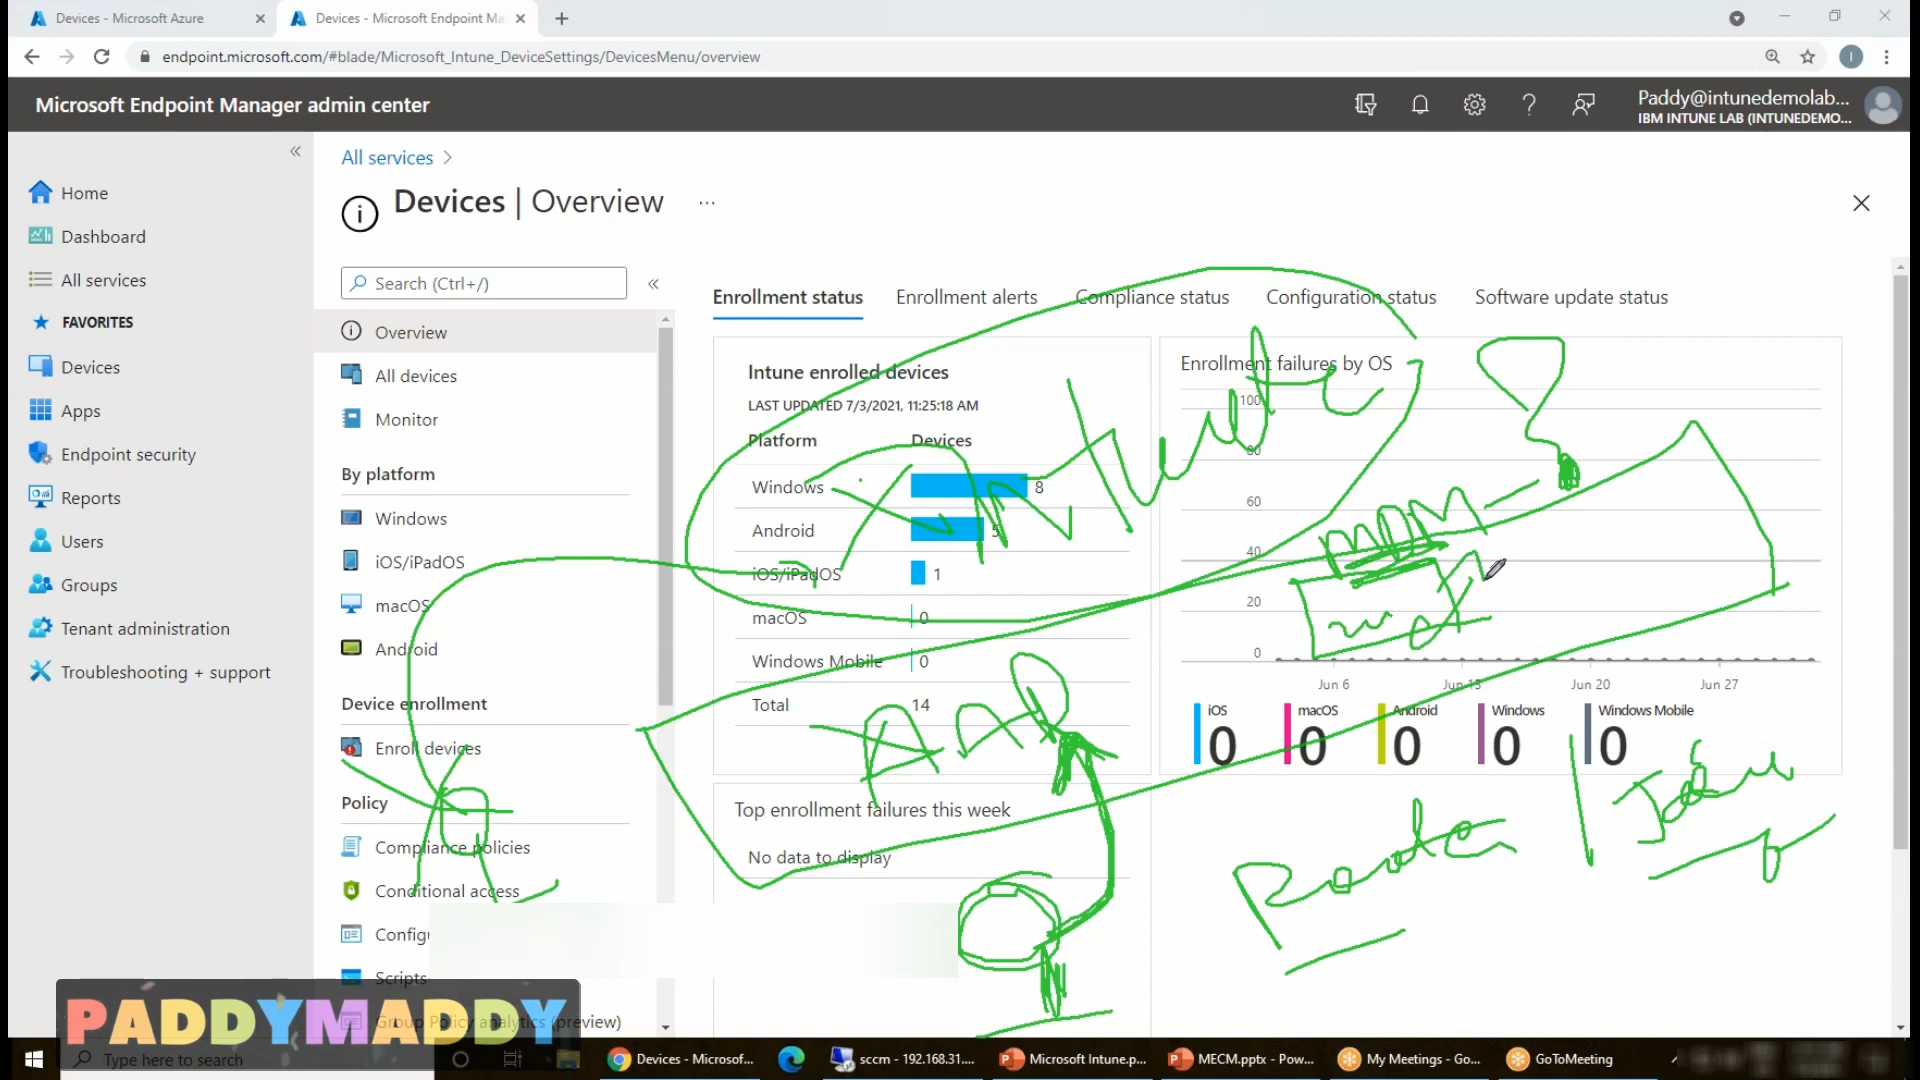 Devices - Microsoft Azure
Devices - Microsoft Endpoint Ma
endpoint.microsoft.com/#blade/Microsoft_Intune_DeviceSettings/DevicesMenu/overview
I
Microsoft Endpoint Manager admin center
Paddy@intunedemolab...
IBM INTUNE LAB (INTUNEDEMO...
Home
Dashboard
All services
FAVORITES
Devices
Apps
Endpoint security
Reports
Users
Groups
Tenant administration
Troubleshooting + support
All services
Devices | Overview
...
Search (Ctrl+/)
Overview
All devices
Monitor
By platform
Windows
iOS/iPadOS
macOS
Android
Device enrollment
Enroll devices
Policy
Compliance policies
Conditional access
Config
Scripts
Group Policy analytics (preview)
Enrollment status
Enrollment alerts
Compliance status
Configuration status
Software update status
Intune enrolled devices
LAST UPDATED 7/3/2021, 11:25:18 AM
Platform Devices
Windows 8
Android 5
iOS/iPadOS 1
macOS 0
Windows Mobile 0
Total 14
Top enrollment failures this week
No data to display
Enrollment failures by OS
100
80
60
40
20
0
Jun 6 Jun 13 Jun 20 Jun 27
iOS macOS Android Windows Windows Mobile
0 0 0 0 0
MDM
AAD
PADDYMADDY
Type here to search
Devices - Microsof...
sccm - 192.168.31....
Microsoft Intune.p...
MECM.pptx - Pow...
My Meetings - Go...
GoToMeeting